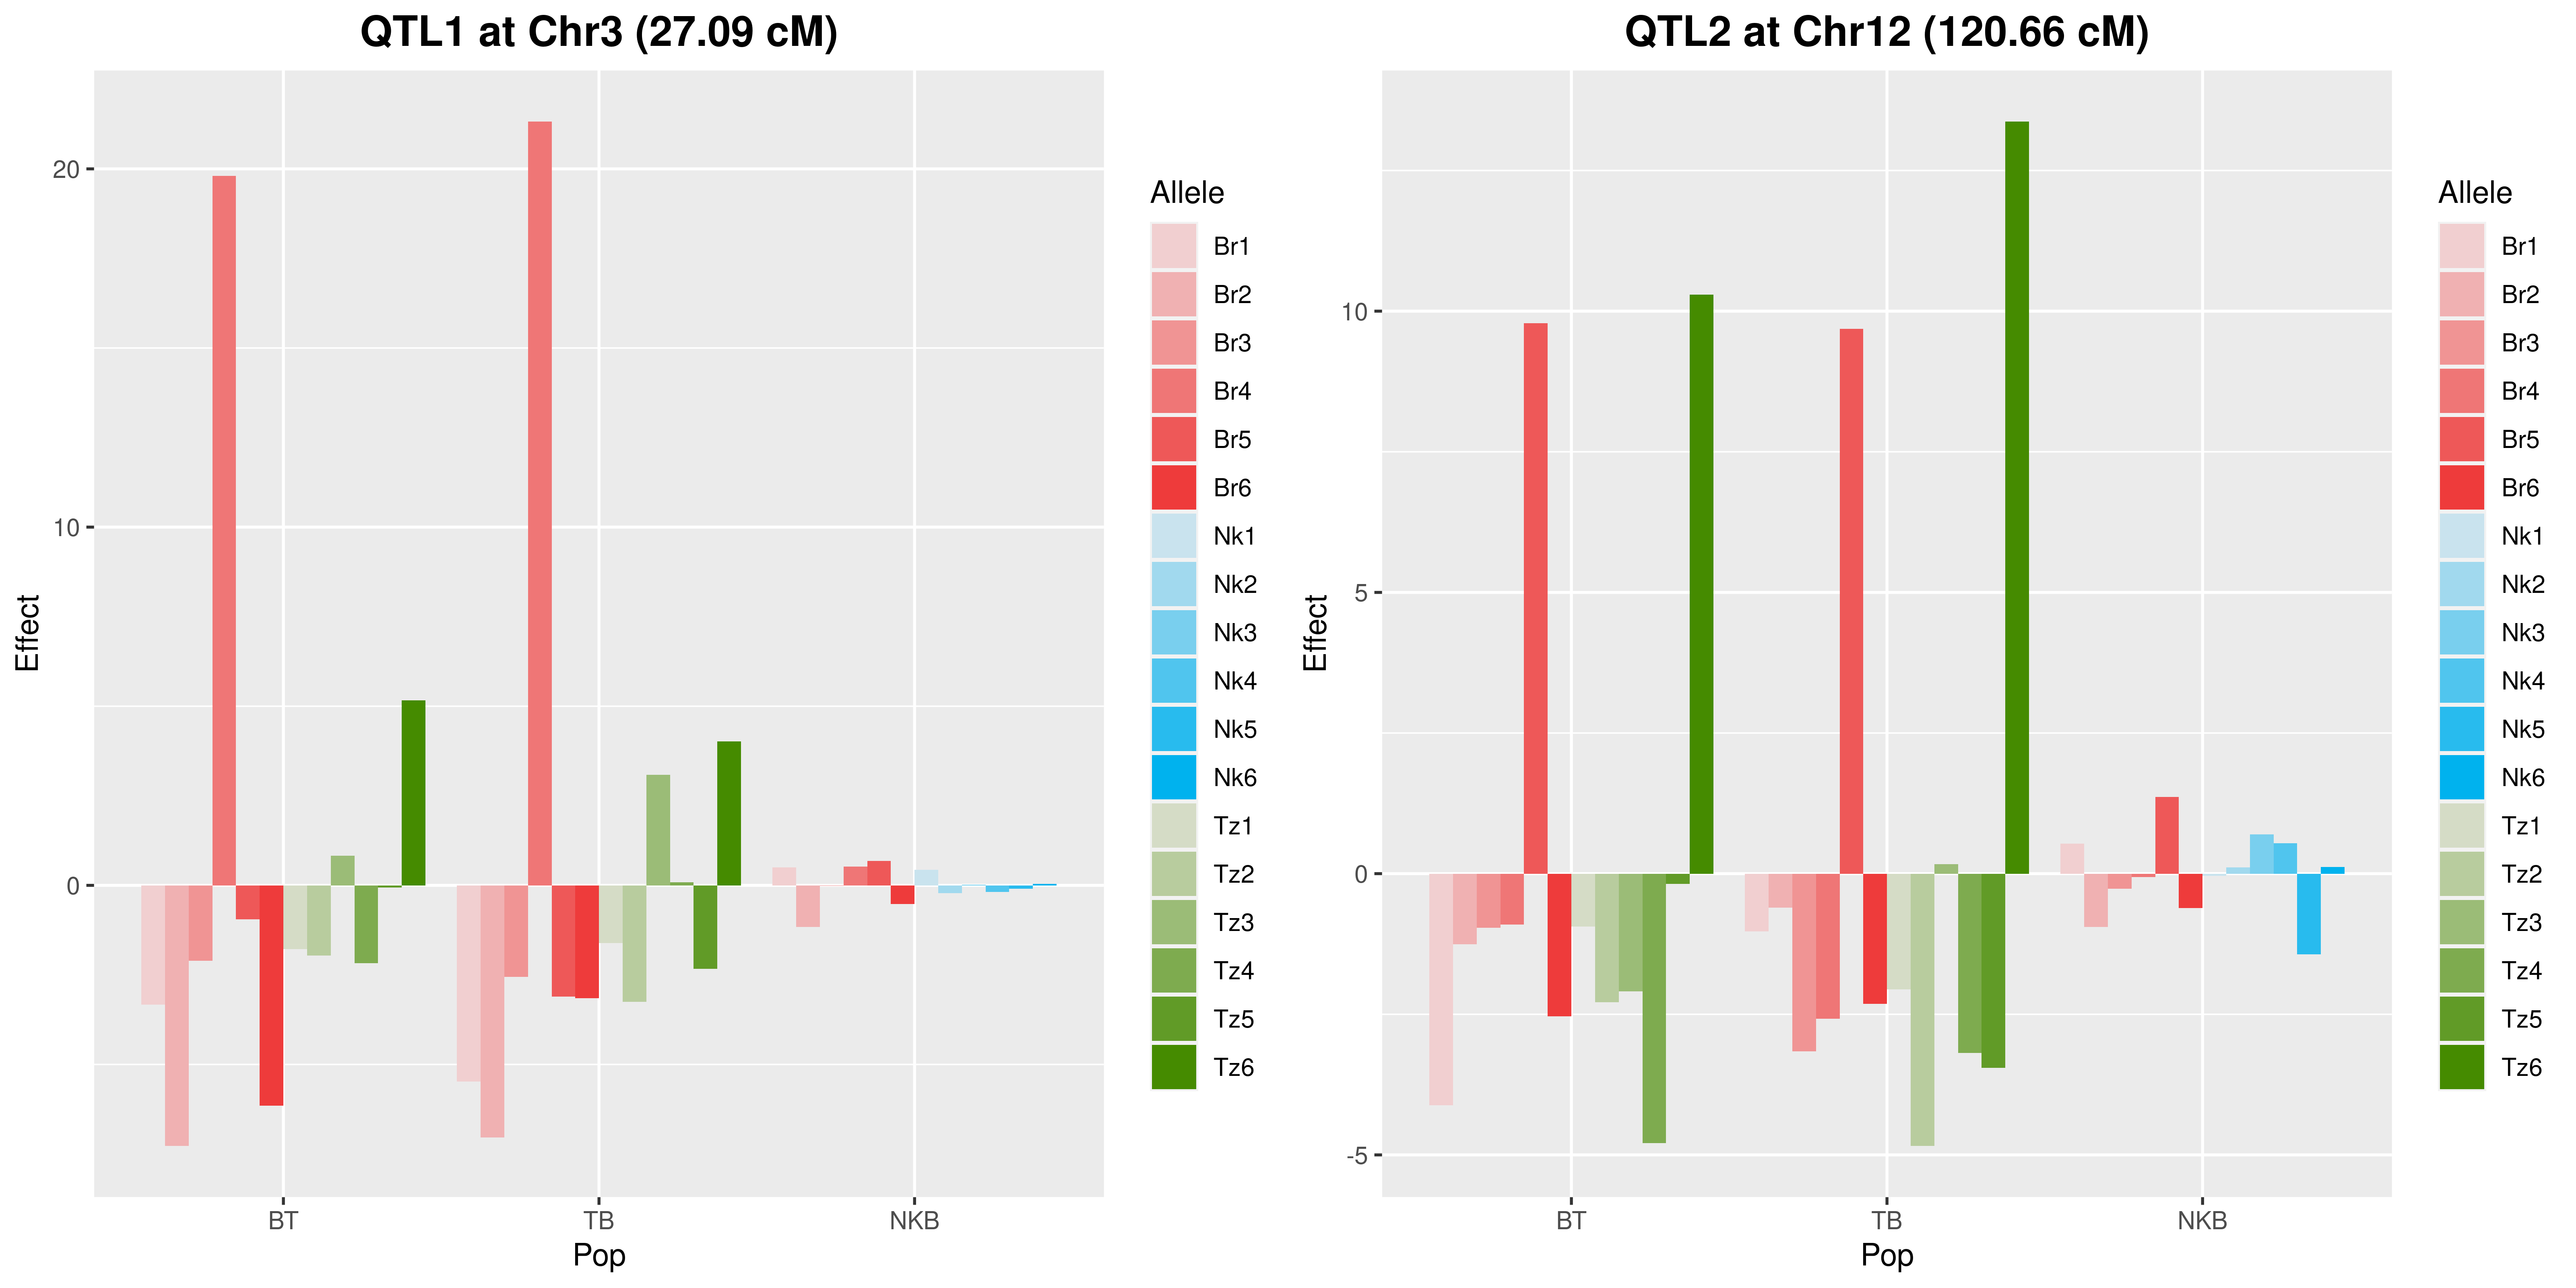 QTL1 at Chr3 (27.09 cM)
Effect
20
10
0
BT
TB
NKB
Pop
Allele
Br1
Br2
Br3
Br4
Br5
Br6
Nk1
Nk2
Nk3
Nk4
Nk5
Nk6
Tz1
Tz2
Tz3
Tz4
Tz5
Tz6
QTL2 at Chr12 (120.66 cM)
Effect
10
5
0
-5
BT
TB
NKB
Pop
Allele
Br1
Br2
Br3
Br4
Br5
Br6
Nk1
Nk2
Nk3
Nk4
Nk5
Nk6
Tz1
Tz2
Tz3
Tz4
Tz5
Tz6